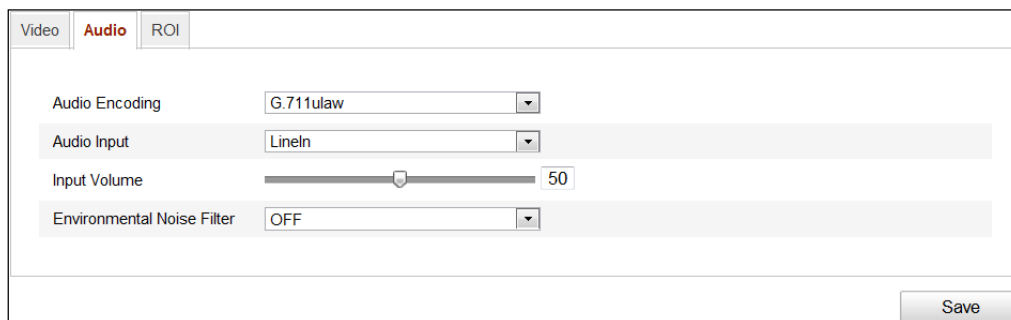 Video Audio ROI
Audio Encoding G.711ulaw
Audio Input LineIn
Input Volume 50
Environmental Noise Filter OFF
Save